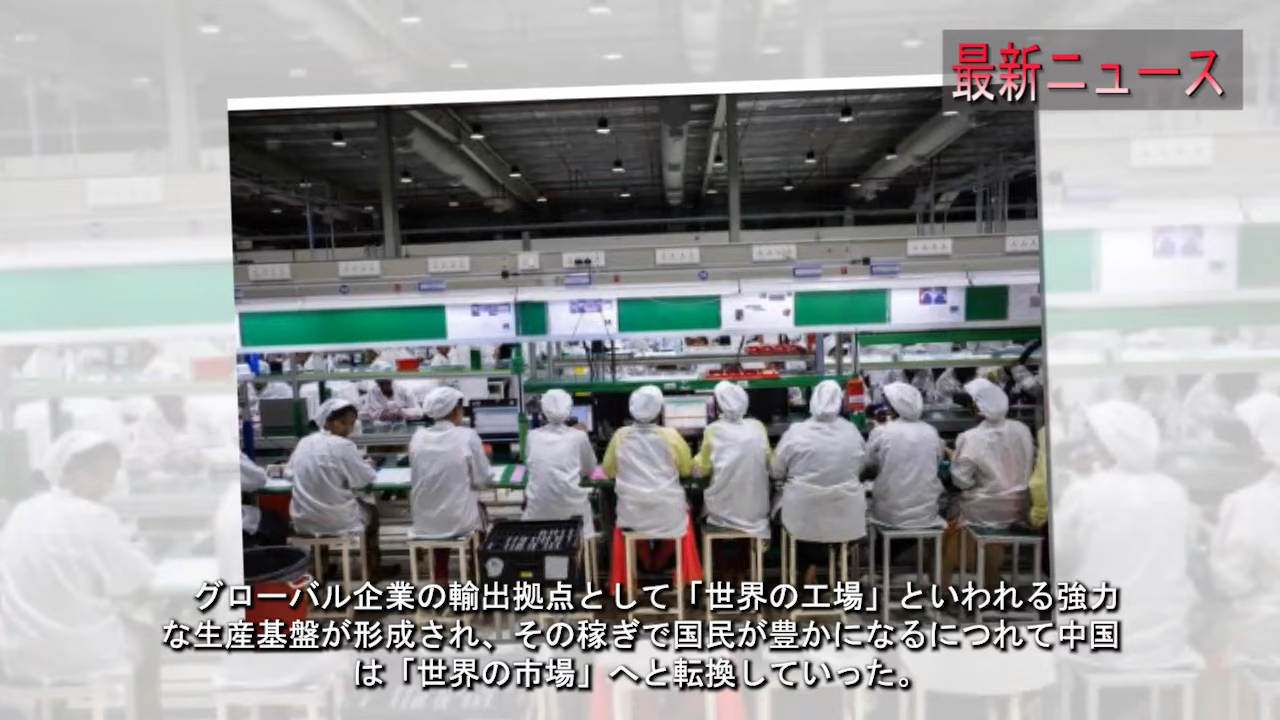 最新ニュース
グローバル企業の輸出拠点として「世界の工場」といわれる強力
な生産基盤が形成され、その稼ぎで国民が豊かになるにつれて中国
は「世界の市場」へと転換していった。